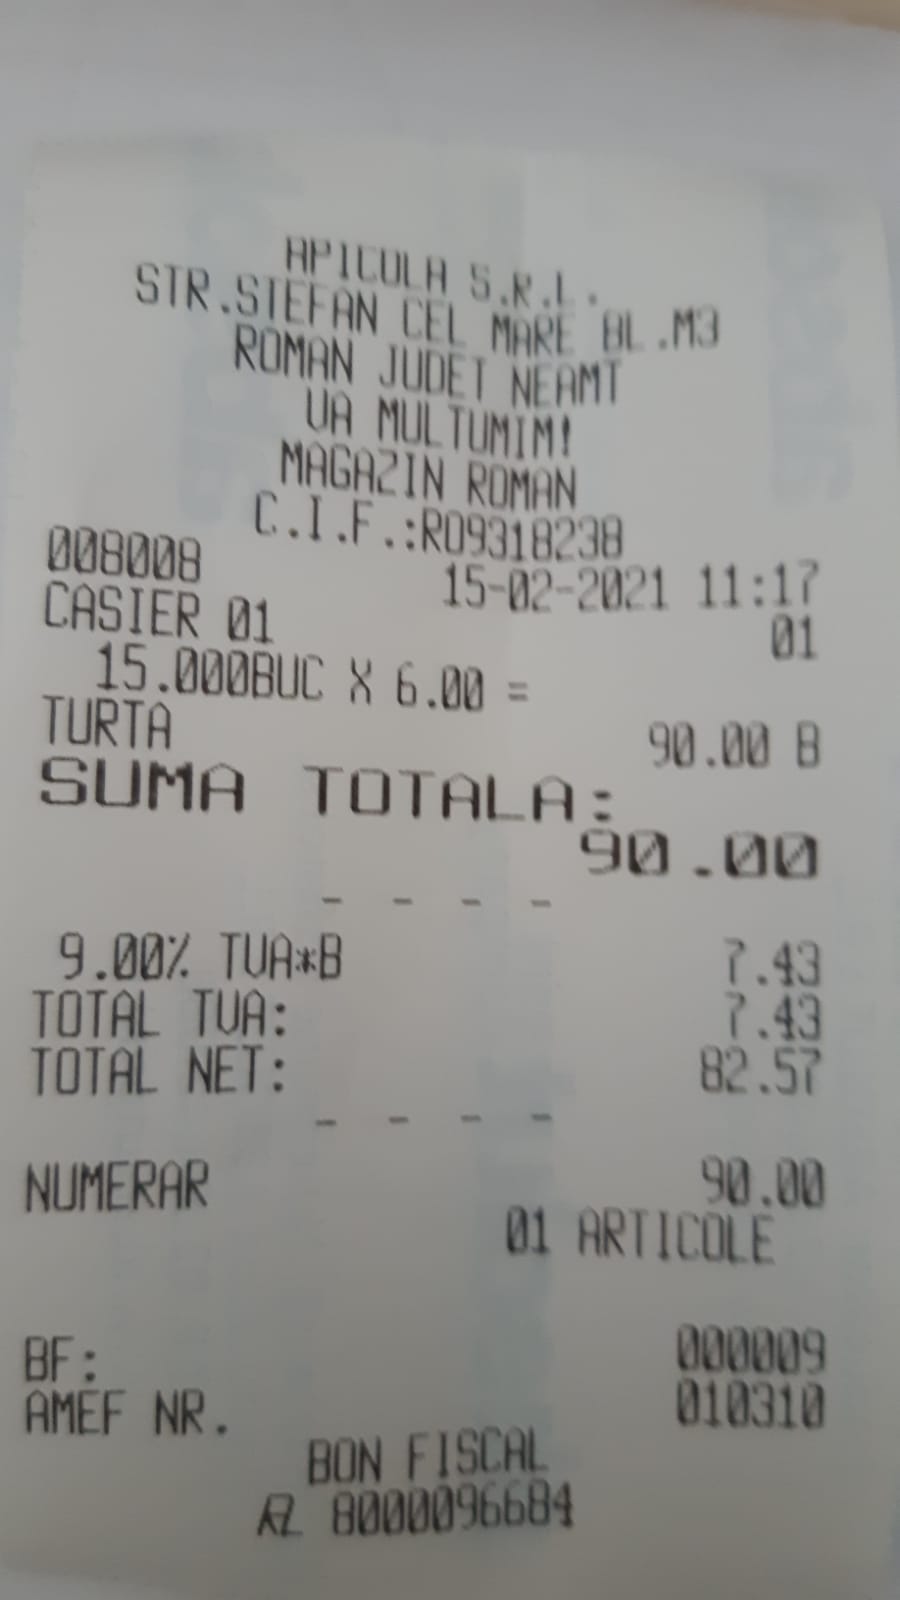 APICULA S.R.L.
STR.STEFAN CEL MARE BL.M3
ROMAN JUDET NEAMT
VA MULTUMIM!
MAGAZIN ROMAN
C.I.F.:RO9318238
008008 15-02-2021 11:17
CASIER 01 01
15.000BUC X 6.00 =
TURTA 90.00 B
SUMA TOTALA:
90.00
- - - -
9.00% TVA*B 7.43
TOTAL TVA: 7.43
TOTAL NET: 82.57
- - - -
NUMERAR 90.00
01 ARTICOLE
BF: 000009
AMEF NR. 010310
BON FISCAL
8000096684